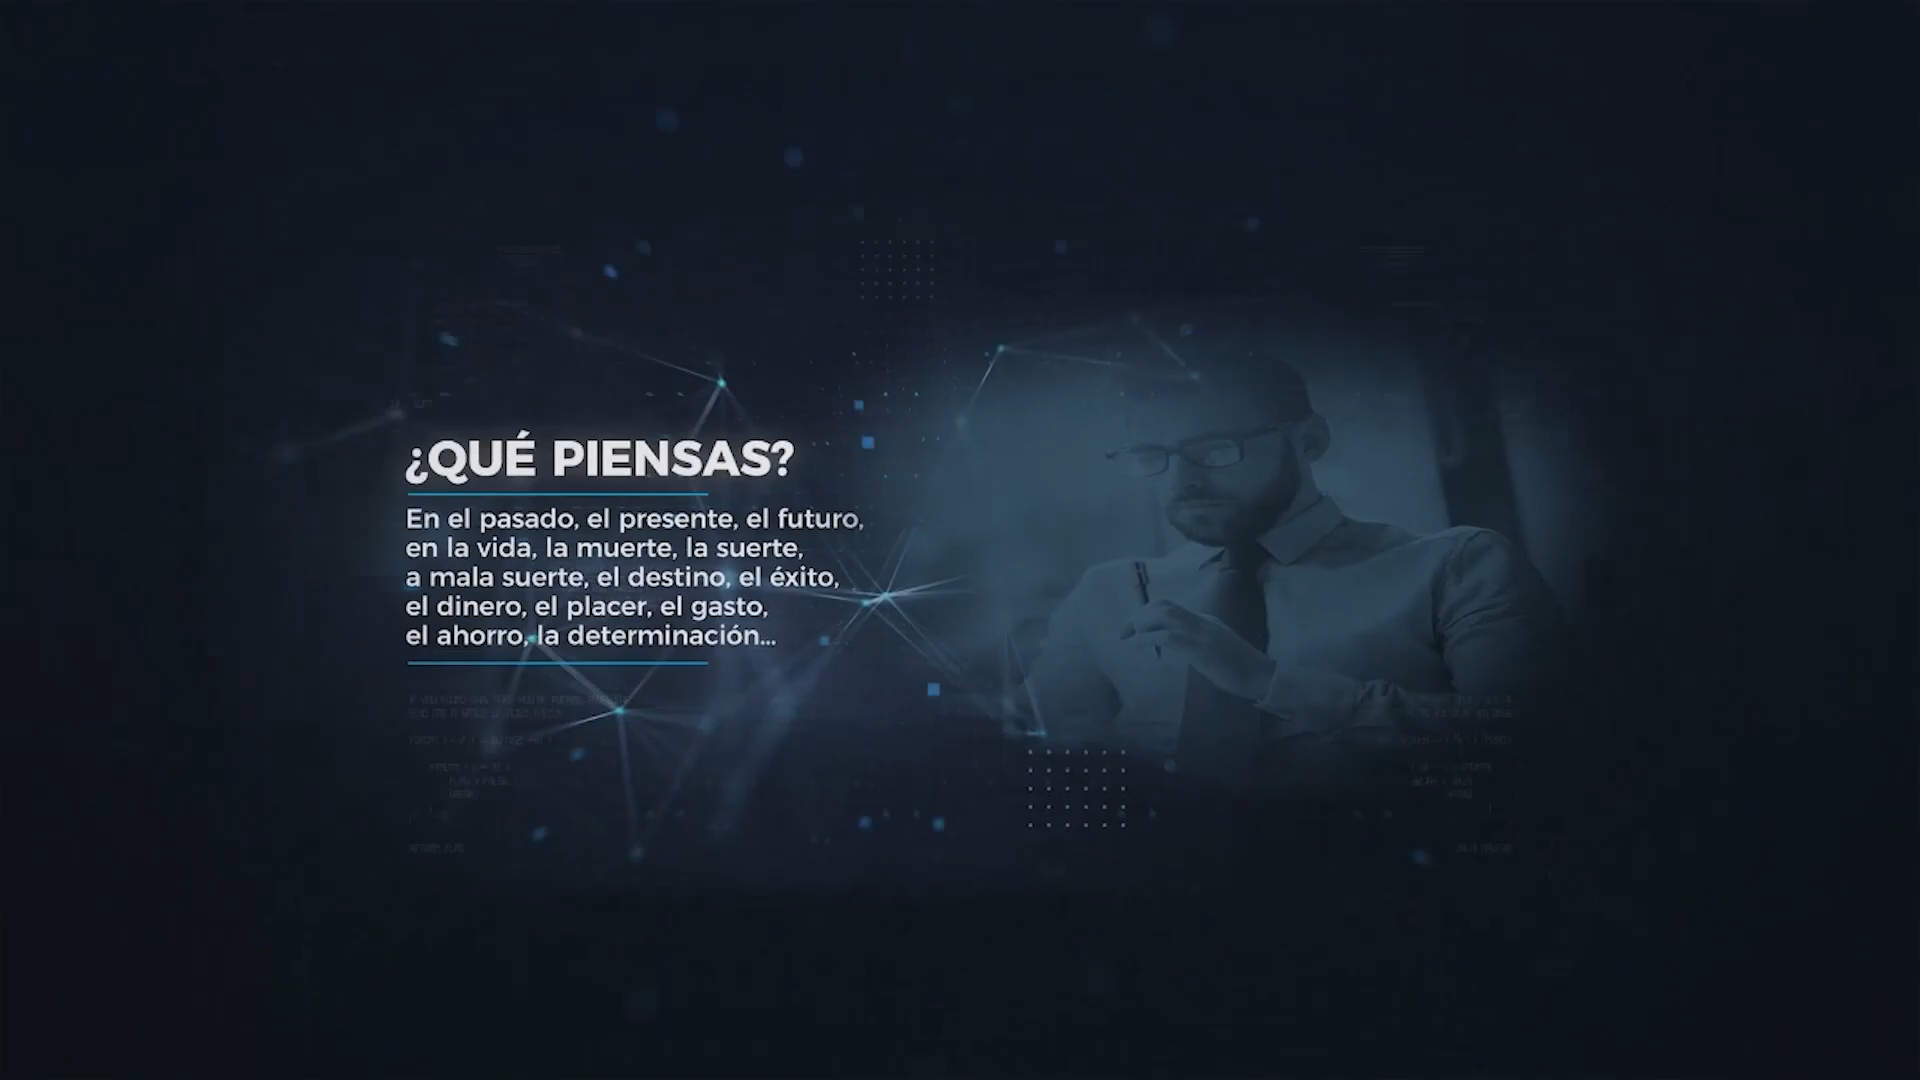 ¿QUÉ PIENSAS?
En el pasado, el presente, el futuro,
en la vida, la muerte, la suerte,
a mala suerte, el destino, el éxito,
el dinero, el placer, el gasto,
el ahorro, la determinación...